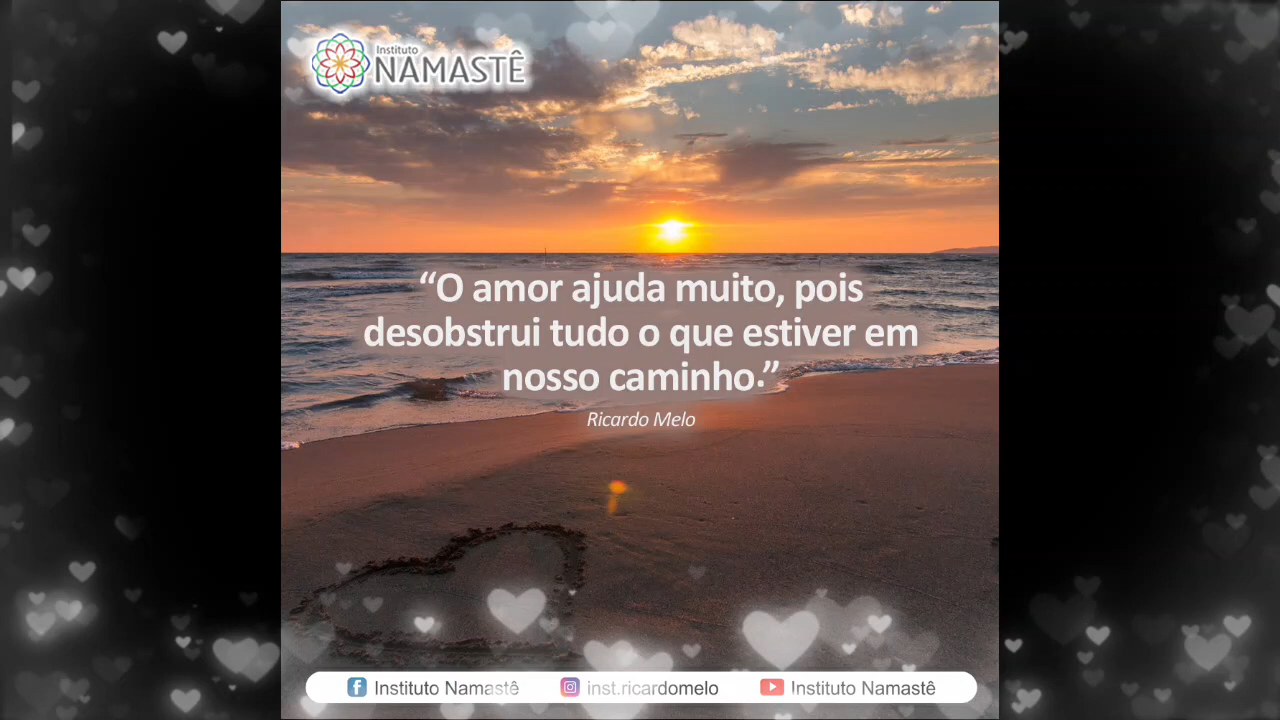 Instituto
NAMASTÊ
“O amor ajuda muito, pois
desobstrui tudo o que estiver em
nosso caminho.”
Ricardo Melo
Instituto Namastê inst.ricardomelo Instituto Namastê